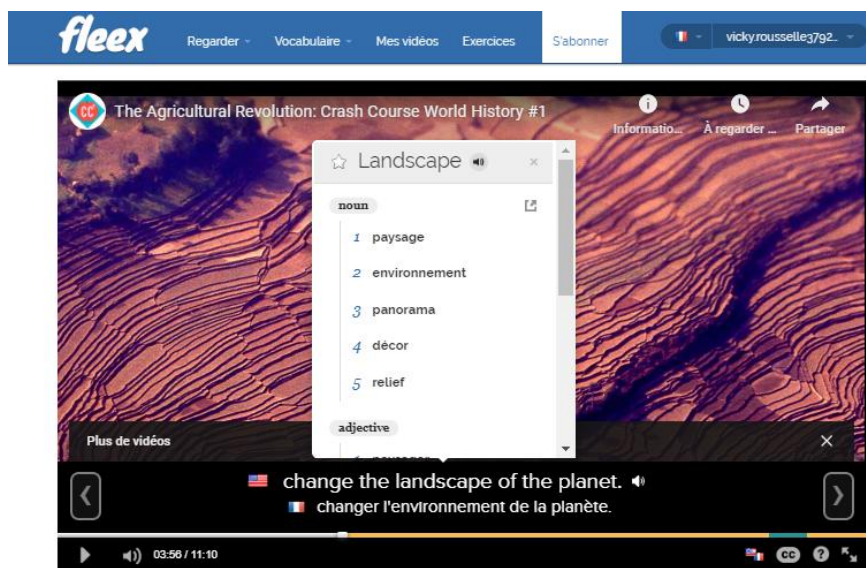 fleex Regarder Vocabulaire Mes vidéos Exercices S'abonner vicky.rousselle3792...
CC The Agricultural Revolution: Crash Course World History #1
Informatio... À regarder ... Partager
Landscape ×
noun
1 paysage
2 environnement
3 panorama
4 décor
5 relief
adjective
Plus de vidéos
change the landscape of the planet.
changer l'environnement de la planète.
03:56 / 11:10 CC ?